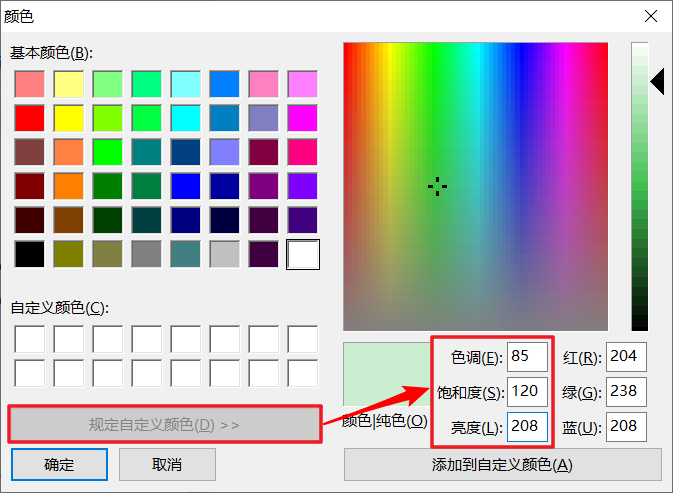 颜色
基本颜色(B):
自定义颜色(C):
规定自定义颜色(D) >>
确定
取消
颜色|纯色(O)
色调(E): 85
红(R): 204
饱和度(S): 120
绿(G): 238
亮度(L): 208
蓝(U): 208
添加到自定义颜色(A)